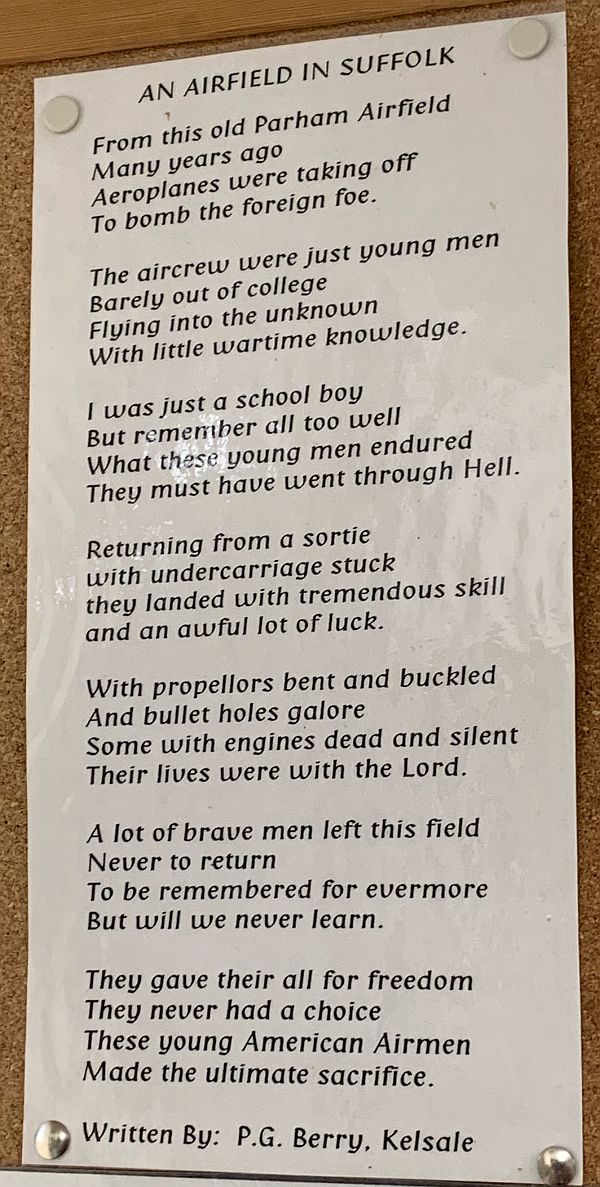 AN AIRFIELD IN SUFFOLK
From this old Parham Airfield
Many years ago
Aeroplanes were taking off
To bomb the foreign foe.
The aircrew were just young men
Barely out of college
Flying into the unknown
With little wartime knowledge.
I was just a school boy
But remember all too well
What these young men endured
They must have went through Hell.
Returning from a sortie
with undercarriage stuck
they landed with tremendous skill
and an awful lot of luck.
With propellors bent and buckled
And bullet holes galore
Some with engines dead and silent
Their lives were with the Lord.
A lot of brave men left this field
Never to return
To be remembered for evermore
But will we never learn.
They gave their all for freedom
They never had a choice
These young American Airmen
Made the ultimate sacrifice.
Written By: P.G. Berry, Kelsale